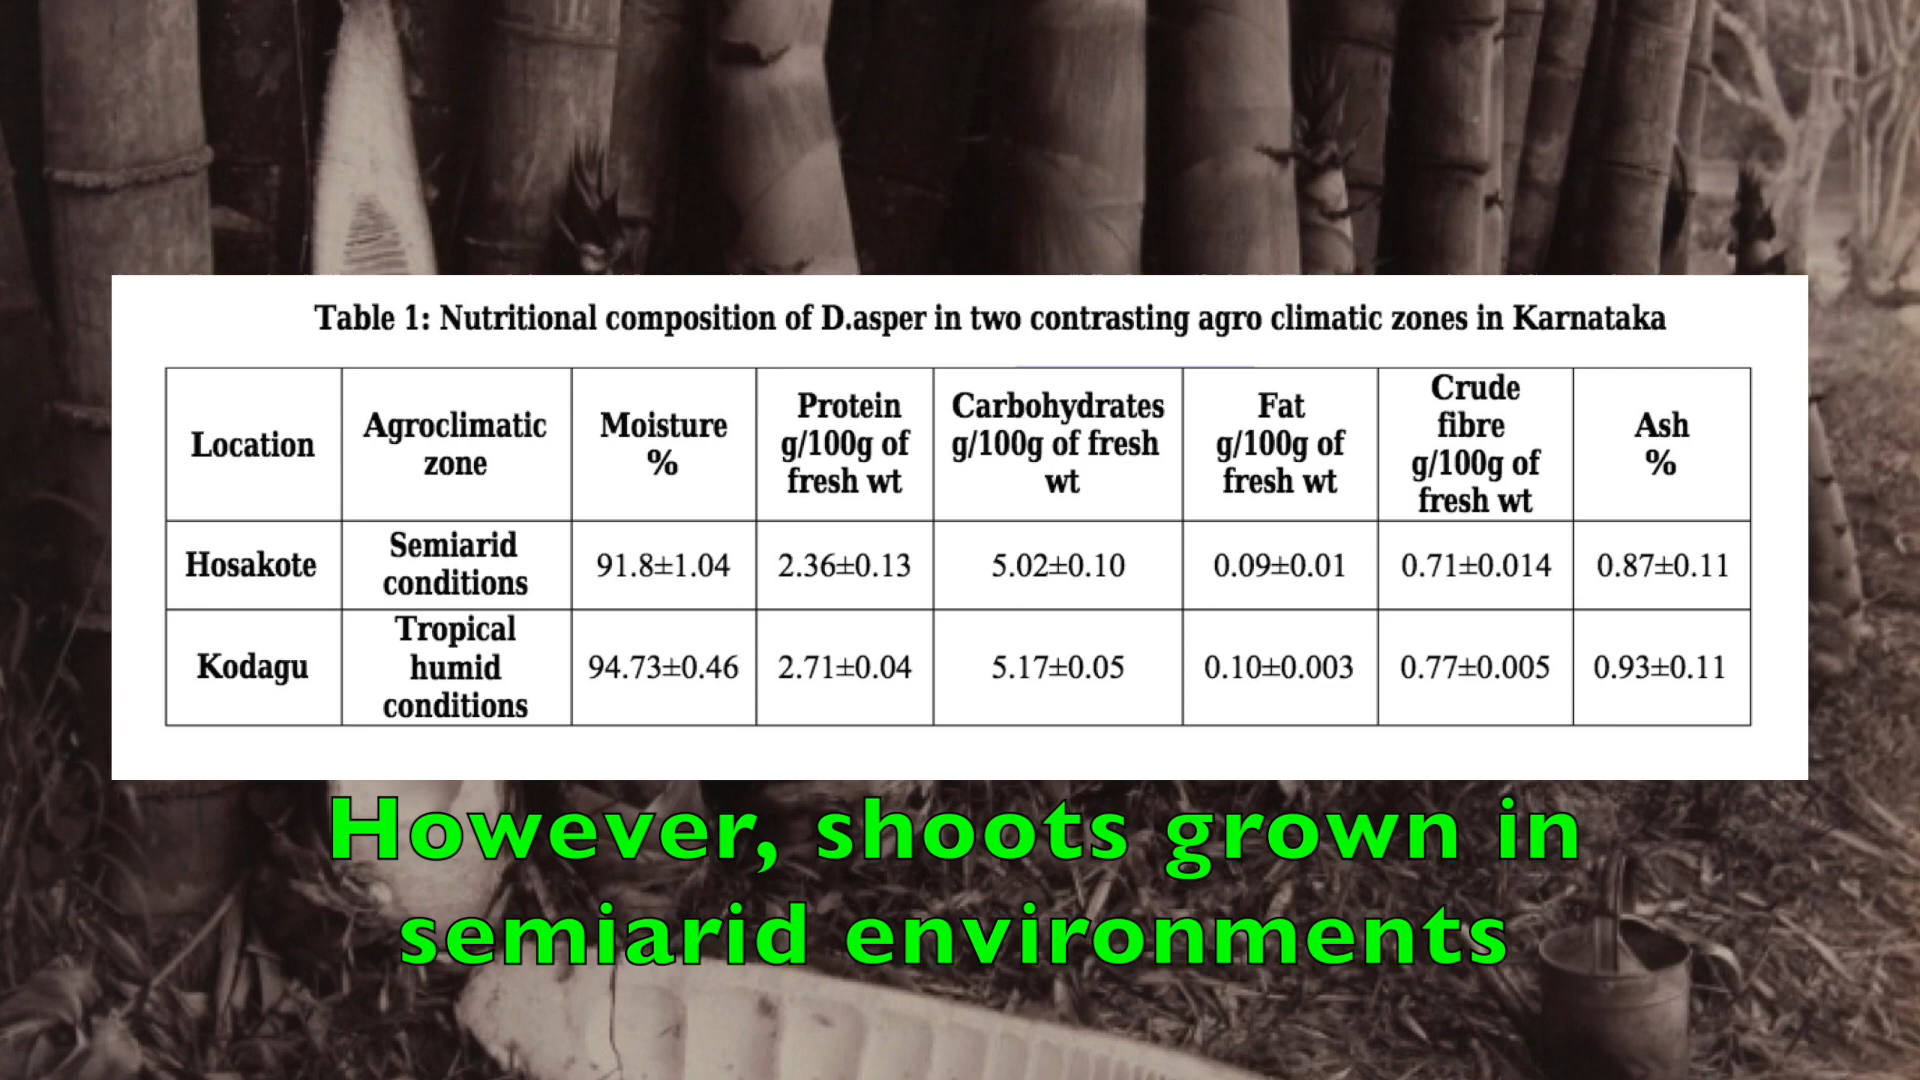 Table 1: Nutritional composition of D.asper in two contrasting agro climatic zones in Karnataka
Location
Agroclimatic
zone
Moisture
%
Protein
g/100g of
fresh wt
Carbohydrates
g/100g of fresh
wt
Fat
g/100g of
fresh wt
Crude
fibre
g/100g of
fresh wt
Ash
%
Hosakote
Semiarid
conditions
91.8±1.04
2.36±0.13
5.02±0.10
0.09±0.01
0.71±0.014
0.87±0.11
Kodagu
Tropical
humid
conditions
94.73±0.46
2.71±0.04
5.17±0.05
0.10±0.003
0.77±0.005
0.93±0.11
However, shoots grown in
semiarid environments